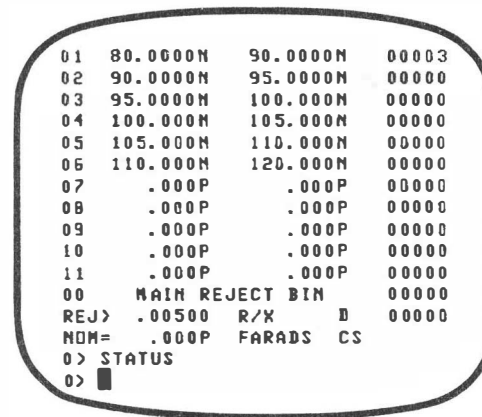 01 80.0000N 90.0000N 00003
02 90.0000N 95.0000N 00000
03 95.0000N 100.000N 00000
04 100.000N 105.000N 00000
05 105.000N 110.000N 00000
06 110.000N 120.000N 00000
07 .000P .000P 00000
08 .000P .000P 00000
09 .000P .000P 00000
10 .000P .000P 00000
11 .000P .000P 00000
00 MAIN REJECT BIN 00000
REJ> .00500 R/X D 00000
NOM= .000P FARADS CS
0> STATUS
0>